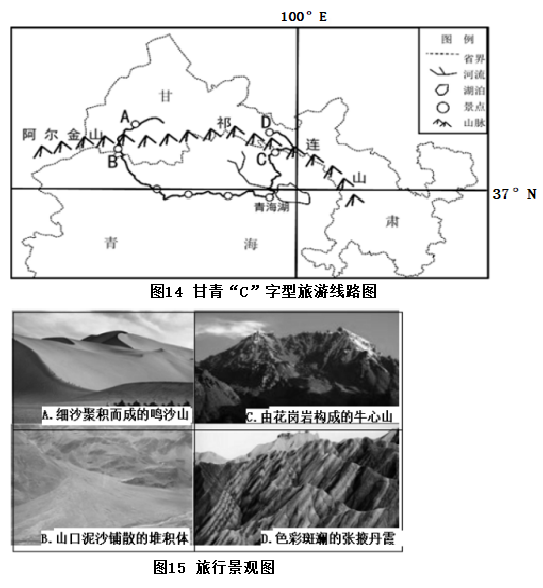 100°E
图 例
省界
河流
湖泊
景点
山脉
甘
A
D
祁
阿尔金山
连
B
C
山
37°N
青海湖
肃
青
海
图14 甘青“C”字型旅游线路图
A.细沙聚积而成的鸣沙山
C.由花岗岩构成的牛心山
B.山口泥沙铺散的堆积体
D.色彩斑斓的张掖丹霞
图15 旅行景观图